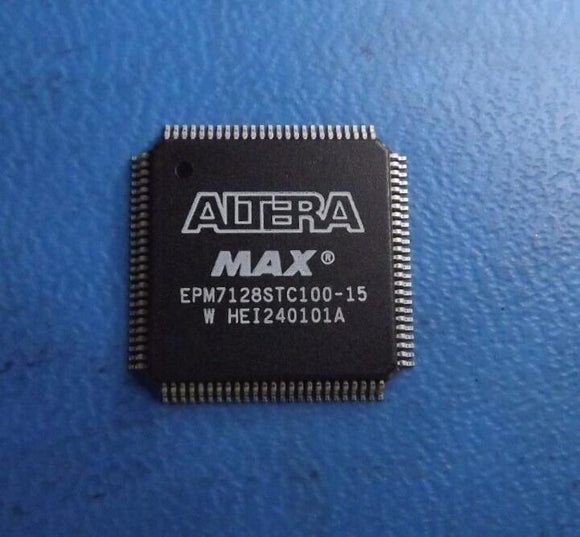 ALTERA
MAX®
EPM7128STC100-15
W HEI240101A